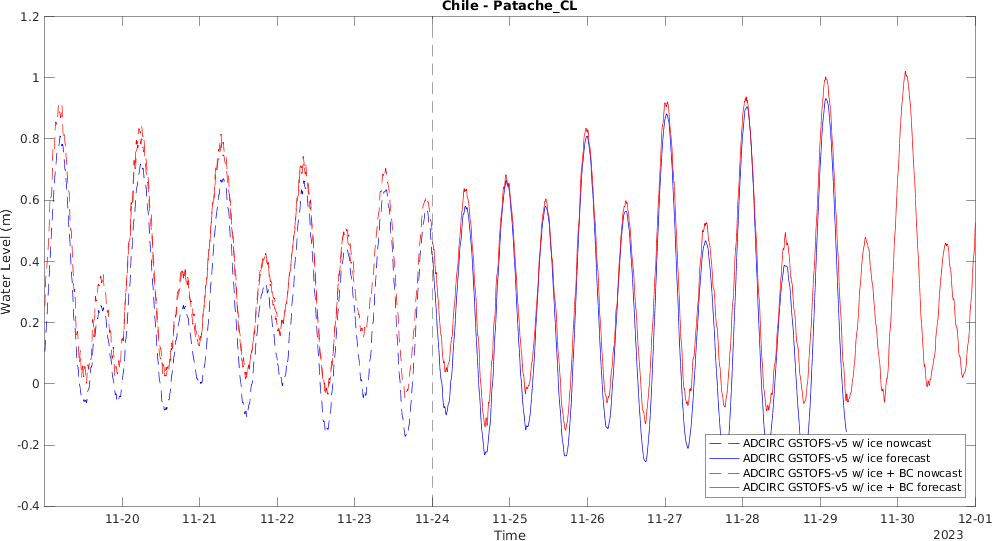 Chile - Patache_CL
Water Level (m)
1.2
1
0.8
0.6
0.4
0.2
0
-0.2
-0.4
ADCIRC GSTOFS-v5 w/ ice nowcast
ADCIRC GSTOFS-v5 w/ ice forecast
ADCIRC GSTOFS-v5 w/ ice + BC nowcast
ADCIRC GSTOFS-v5 w/ ice + BC forecast
11-20 11-21 11-22 11-23 11-24 11-25 11-26 11-27 11-28 11-29 11-30 12-01
Time
2023